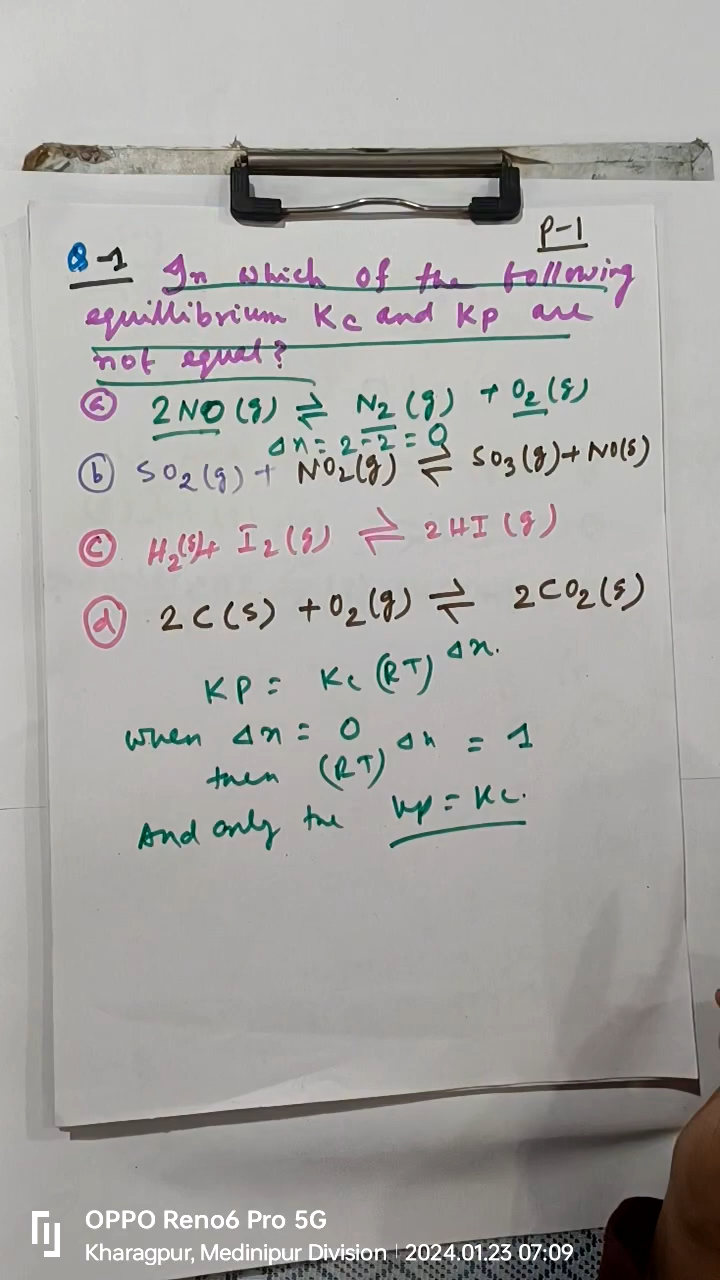 P-1
Q-1 In which of the following
equillibrium Kc and Kp are
not equal?
ⓐ 2NO(g) ⇌ N2(g) + O2(g)
Δn = 2-2 = 0
ⓑ SO2(g) + NO2(g) ⇌ SO3(g) + NO(g)
ⓒ H2(g) + I2(g) ⇌ 2HI(g)
ⓓ 2C(s) + O2(g) ⇌ 2CO2(g)
KP = Kc (RT)^Δn.
when Δn = 0
then (RT)^Δn = 1
And only the Kp = Kc.
OPPO Reno6 Pro 5G
Kharagpur, Medinipur Division | 2024.01.23 07:09